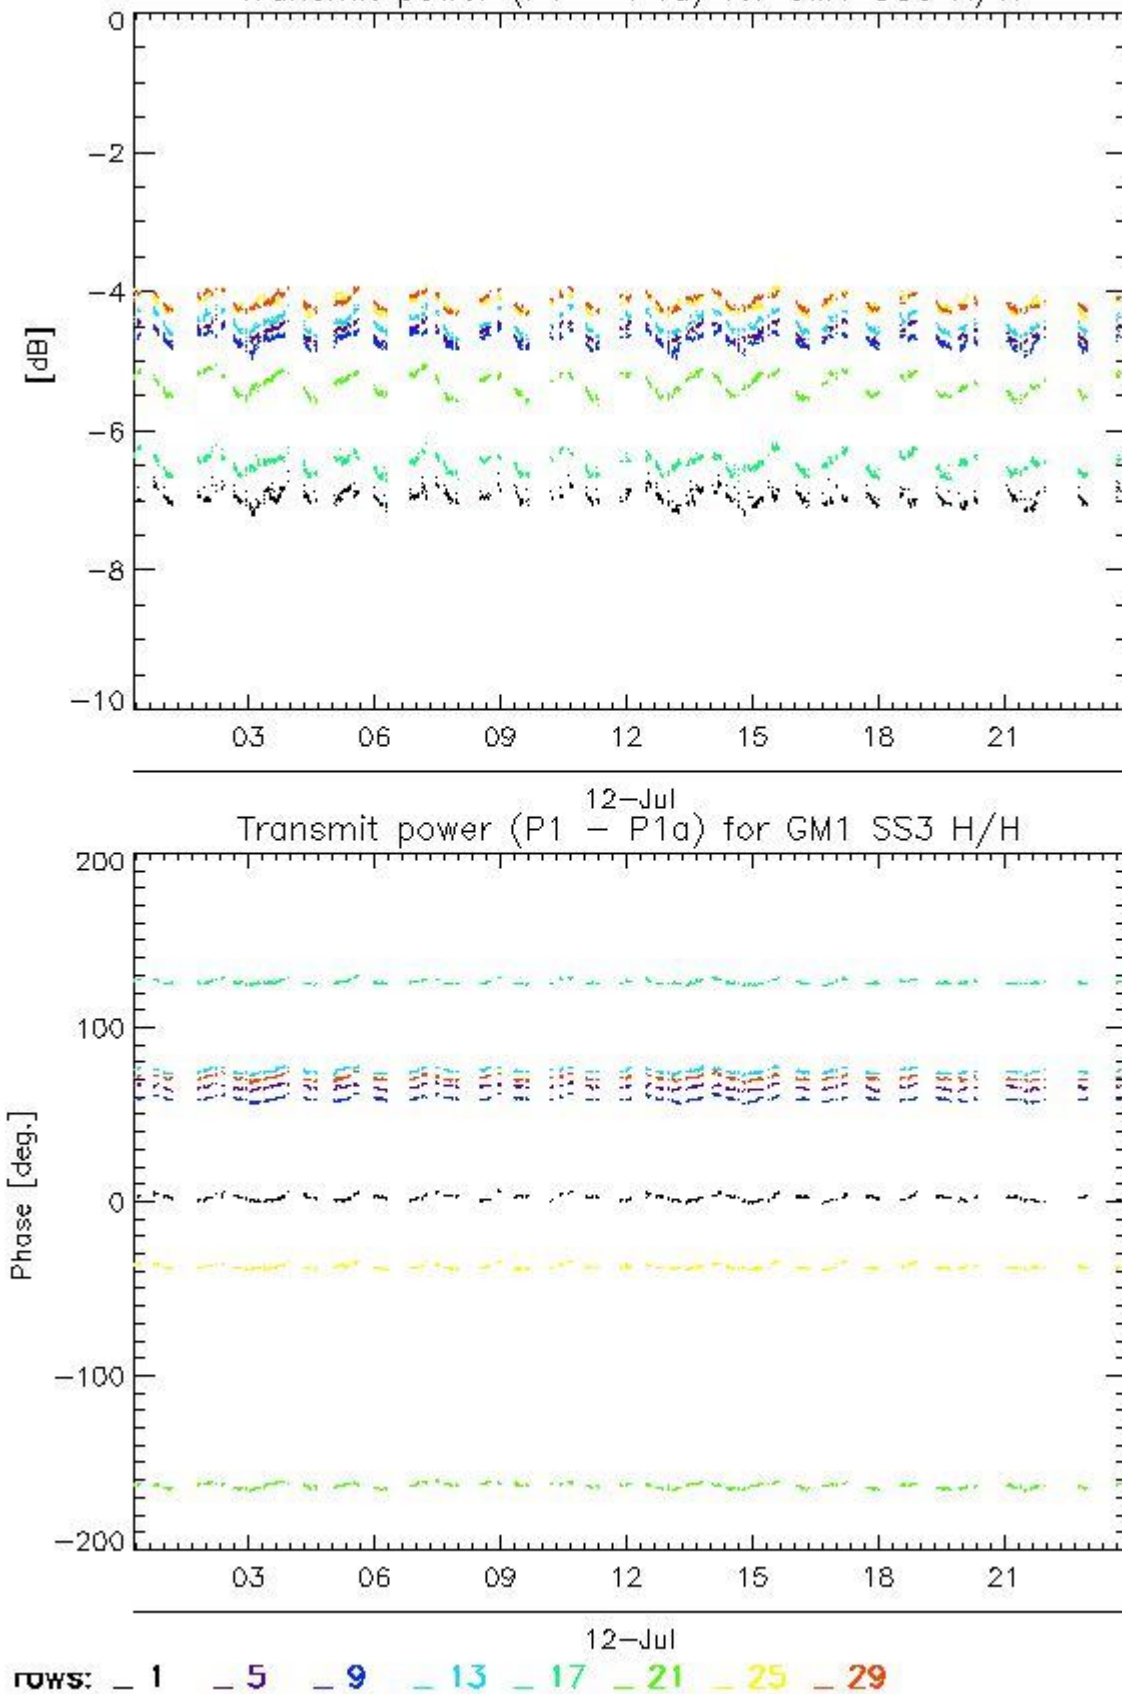 0
−2
−4
−6
−8
−10
[dB]
03 06 09 12 15 18 21
12−Jul
Transmit power (P1 − P1a) for GM1 SS3 H/H
200
100
0
−100
−200
Phase [deg.]
03 06 09 12 15 18 21
12−Jul
rows: _ 1 _ 5 _ 9 _ 13 _ 17 _ 21 _ 25 _ 29